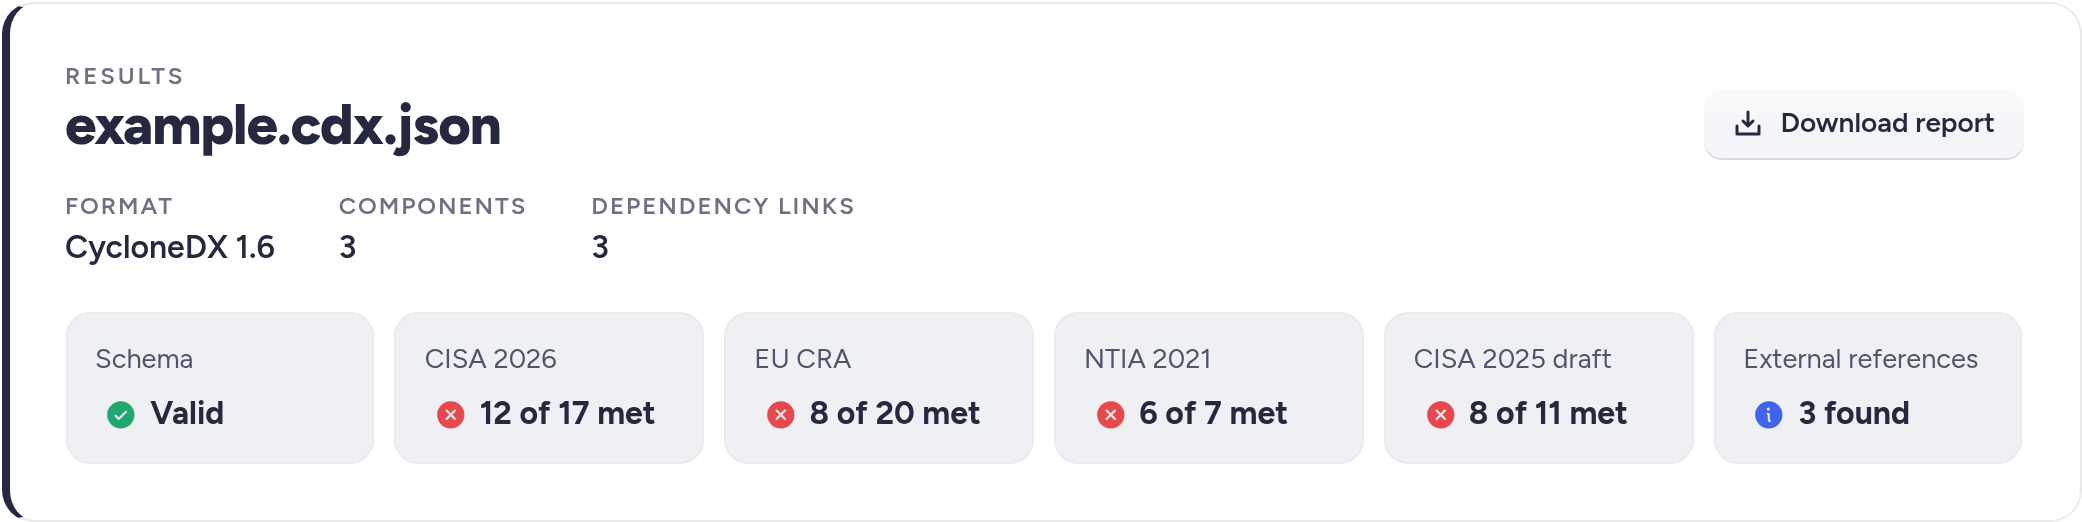 RESULTS
example.cdx.json
Download report
FORMAT COMPONENTS DEPENDENCY LINKS
CycloneDX 1.6 3 3
Schema CISA 2026 EU CRA NTIA 2021 CISA 2025 draft External references
Valid 12 of 17 met 8 of 20 met 6 of 7 met 8 of 11 met 3 found